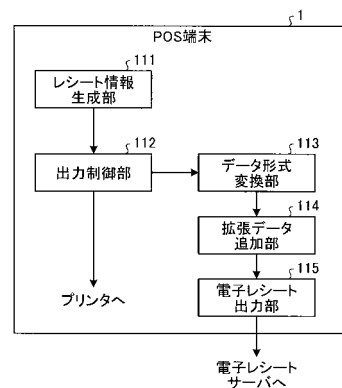 1
POS端末
111
レシート情報
生成部
112
出力制御部
113
データ形式
変換部
114
拡張データ
追加部
115
電子レシート
出力部
プリンタへ
電子レシート
サーバへ